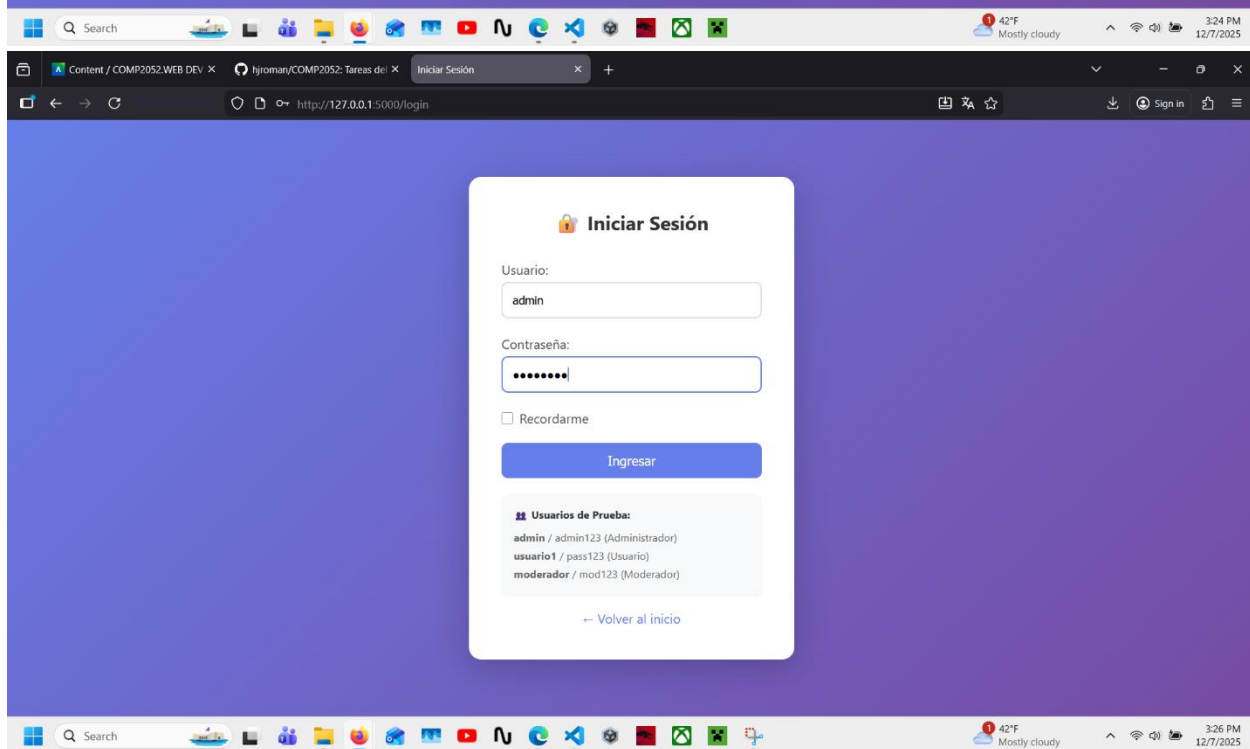 Search
1
42°F
Mostly cloudy
3:24 PM
12/7/2025
Content / COMP2052.WEB DEV
hjroman/COMP2052: Tareas del
Iniciar Sesión
http://127.0.0.1:5000/login
Sign in
Iniciar Sesión
Usuario:
admin
Contraseña:
••••••••
Recordarme
Ingresar
Usuarios de Prueba:
admin / admin123 (Administrador)
usuario1 / pass123 (Usuario)
moderador / mod123 (Moderador)
← Volver al inicio
Search
1
42°F
Mostly cloudy
3:26 PM
12/7/2025